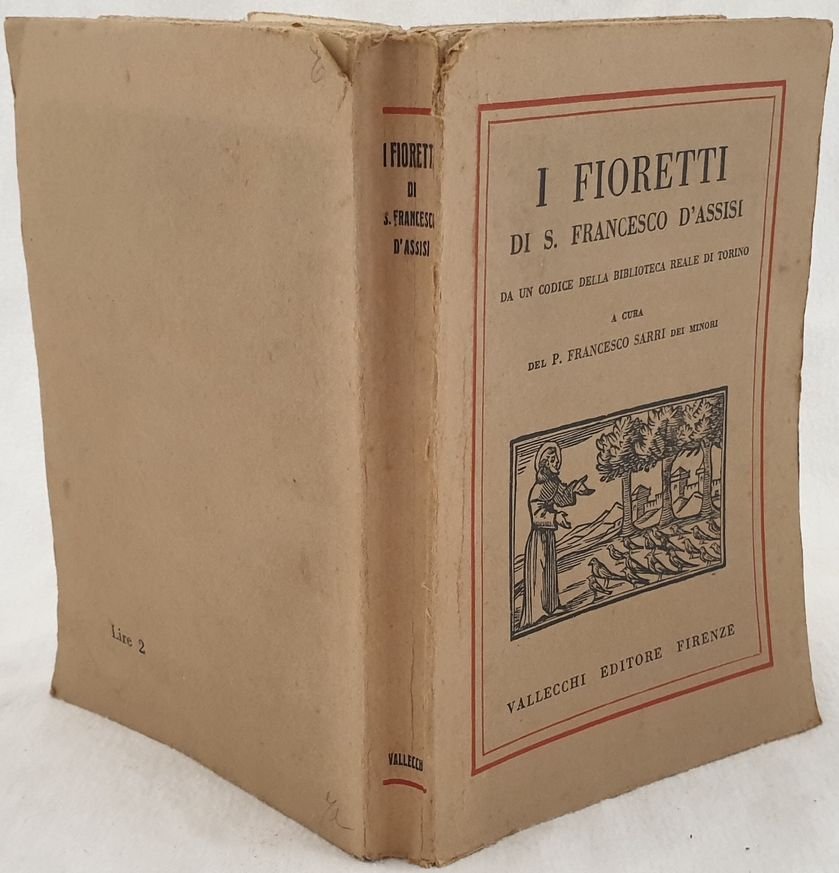 I FIORETTI
DI S. FRANCESCO D'ASSISI
DA UN CODICE DELLA BIBLIOTECA REALE DI TORINO
A CURA
DEL P. FRANCESCO SARRI DEI MINORI
VALLECCHI EDITORE FIRENZE
I FIORETTI
DI
S. FRANCESCO
D'ASSISI
VALLECCHI
Lire 2